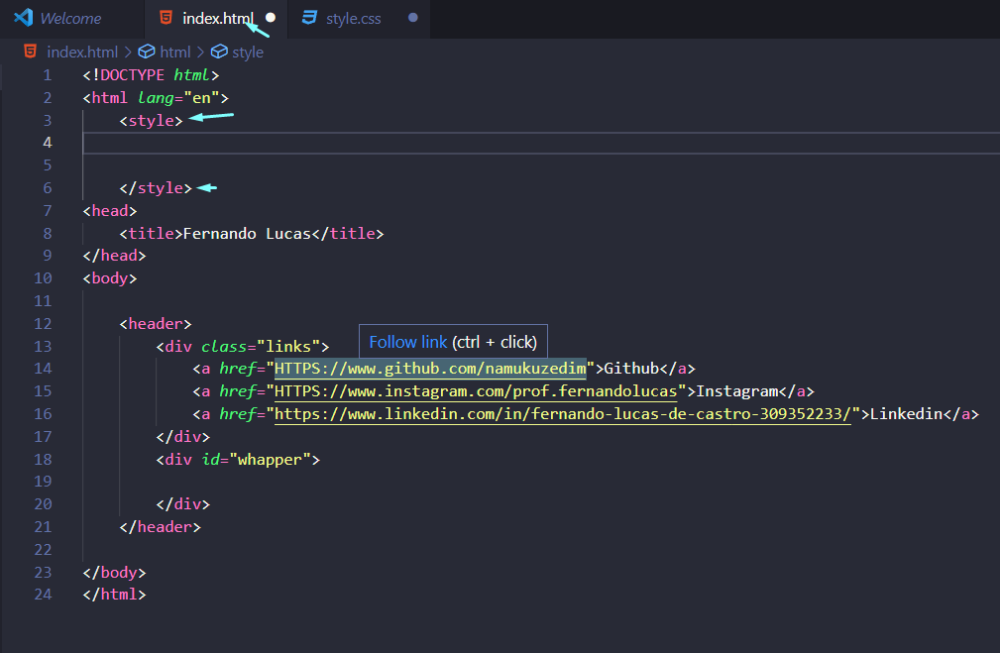 Welcome index.html style.css
index.html > html > style
1 <!DOCTYPE html>
2 <html lang="en">
3 <style>
4
5
6 </style>
7 <head>
8 <title>Fernando Lucas</title>
9 </head>
10 <body>
11
12 <header>
13 <div class="links">
Follow link (ctrl + click)
14 <a href="HTTPS://www.github.com/namukuzedim">Github</a>
15 <a href="HTTPS://www.instagram.com/prof.fernandolucas">Instagram</a>
16 <a href="https://www.linkedin.com/in/fernando-lucas-de-castro-309352233/">Linkedin</a>
17 </div>
18 <div id="whapper">
19
20 </div>
21 </header>
22
23 </body>
24 </html>